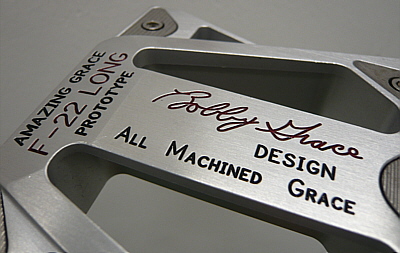 AMAZING GRACE
F-22 LONG
PROTOTYPE
Bobby Grace
DESIGN
ALL MACHINED GRACE